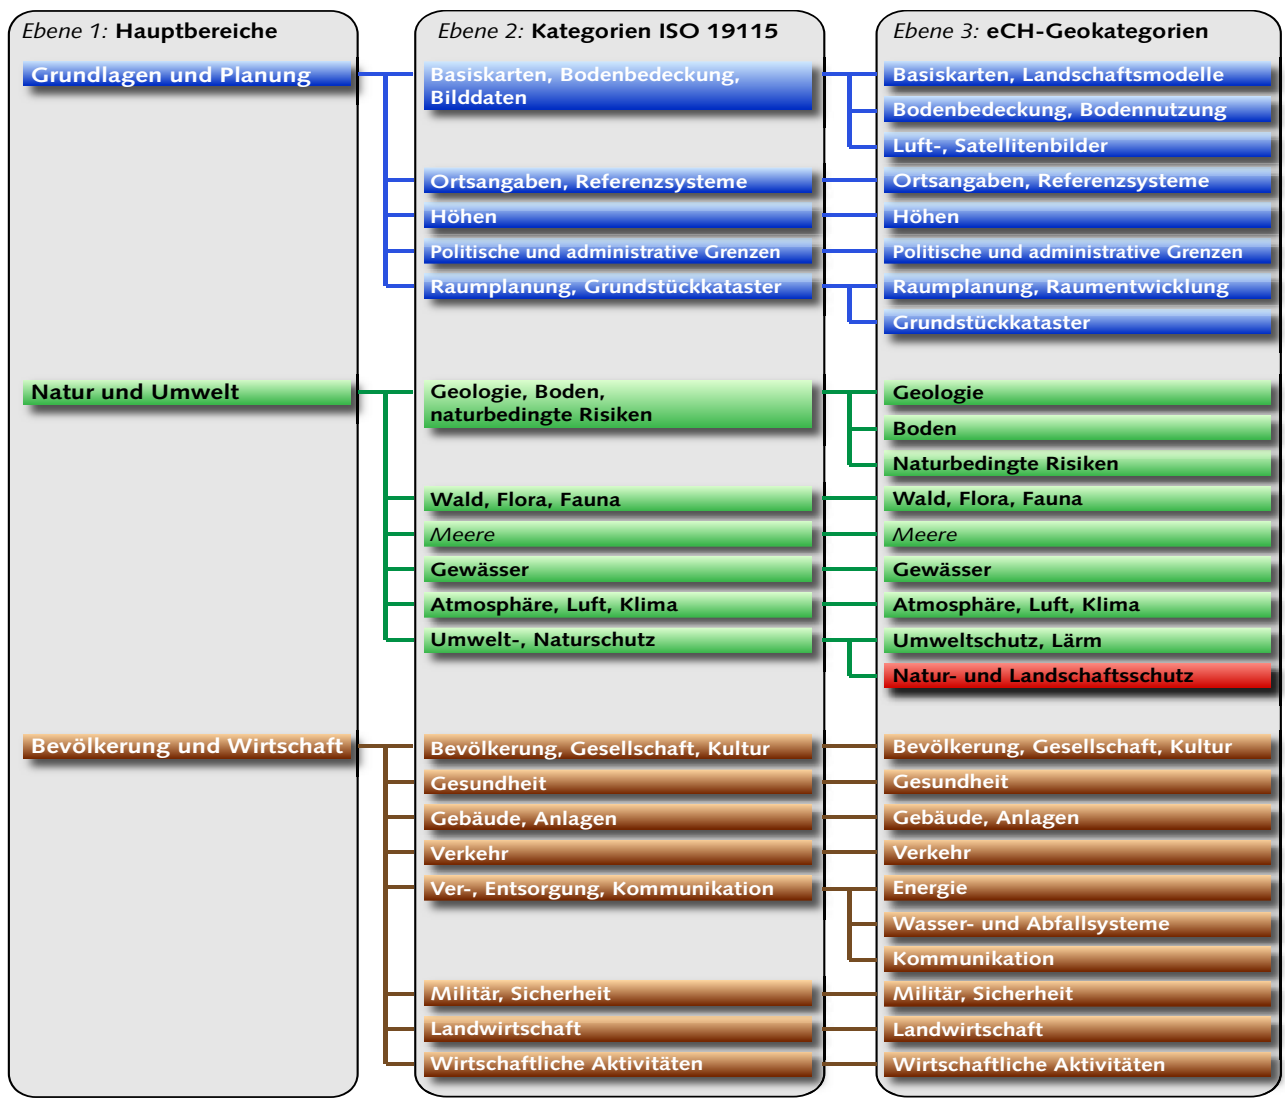 Ebene 1: Hauptbereiche
Grundlagen und Planung
Natur und Umwelt
Bevölkerung und Wirtschaft
Ebene 2: Kategorien ISO 19115
Basiskarten, Bodenbedeckung,
Bilddaten
Ortsangaben, Referenzsysteme
Höhen
Politische und administrative Grenzen
Raumplanung, Grundstückkataster
Geologie, Boden,
naturbedingte Risiken
Wald, Flora, Fauna
Meere
Gewässer
Atmosphäre, Luft, Klima
Umwelt-, Naturschutz
Bevölkerung, Gesellschaft, Kultur
Gesundheit
Gebäude, Anlagen
Verkehr
Ver-, Entsorgung, Kommunikation
Militär, Sicherheit
Landwirtschaft
Wirtschaftliche Aktivitäten
Ebene 3: eCH-Geokategorien
Basiskarten, Landschaftsmodelle
Bodenbedeckung, Bodennutzung
Luft-, Satellitenbilder
Ortsangaben, Referenzsysteme
Höhen
Politische und administrative Grenzen
Raumplanung, Raumentwicklung
Grundstückkataster
Geologie
Boden
Naturbedingte Risiken
Wald, Flora, Fauna
Meere
Gewässer
Atmosphäre, Luft, Klima
Umweltschutz, Lärm
Natur- und Landschaftsschutz
Bevölkerung, Gesellschaft, Kultur
Gesundheit
Gebäude, Anlagen
Verkehr
Energie
Wasser- und Abfallsysteme
Kommunikation
Militär, Sicherheit
Landwirtschaft
Wirtschaftliche Aktivitäten